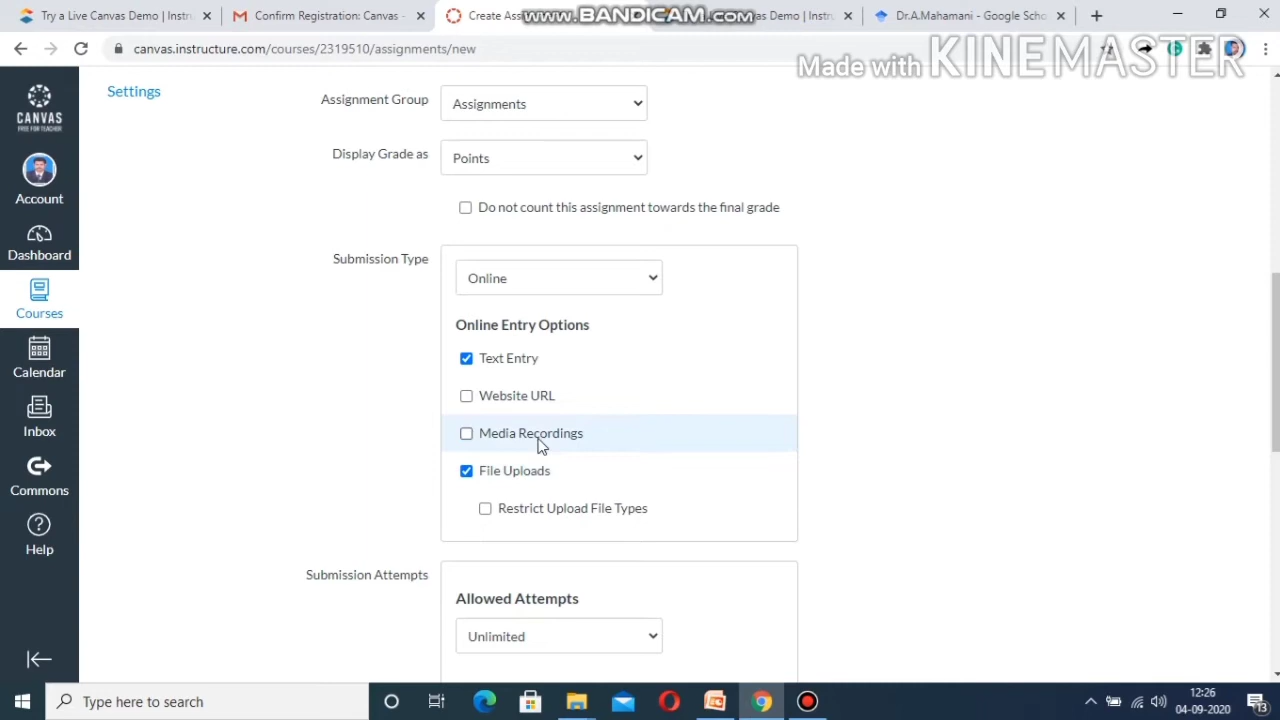 Try a Live Canvas Demo | Instru
Confirm Registration: Canvas
Create Ass
www.BANDICAM.com
as Demo | Instru
Dr.A.Mahamani - Google Scho
canvas.instructure.com/courses/2319510/assignments/new
Made with KINEMASTER
CANVAS
FREE FOR TEACHER
Account
Dashboard
Courses
Calendar
Inbox
Commons
Help
Settings
Assignment Group
Assignments
Display Grade as
Points
Do not count this assignment towards the final grade
Submission Type
Online
Online Entry Options
Text Entry
Website URL
Media Recordings
File Uploads
Restrict Upload File Types
Submission Attempts
Allowed Attempts
Unlimited
Type here to search
12:26
04-09-2020
13